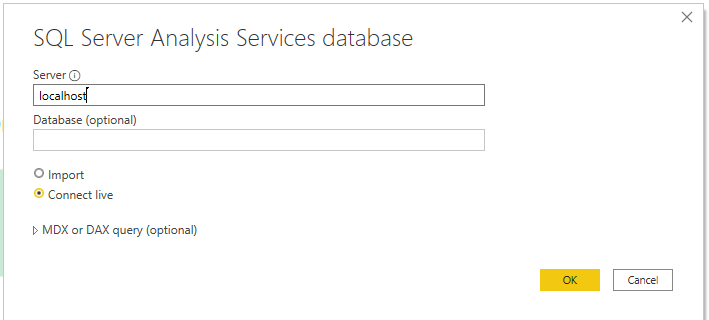 SQL Server Analysis Services database
Server
localhost
Database (optional)
Import
Connect live
MDX or DAX query (optional)
OK
Cancel